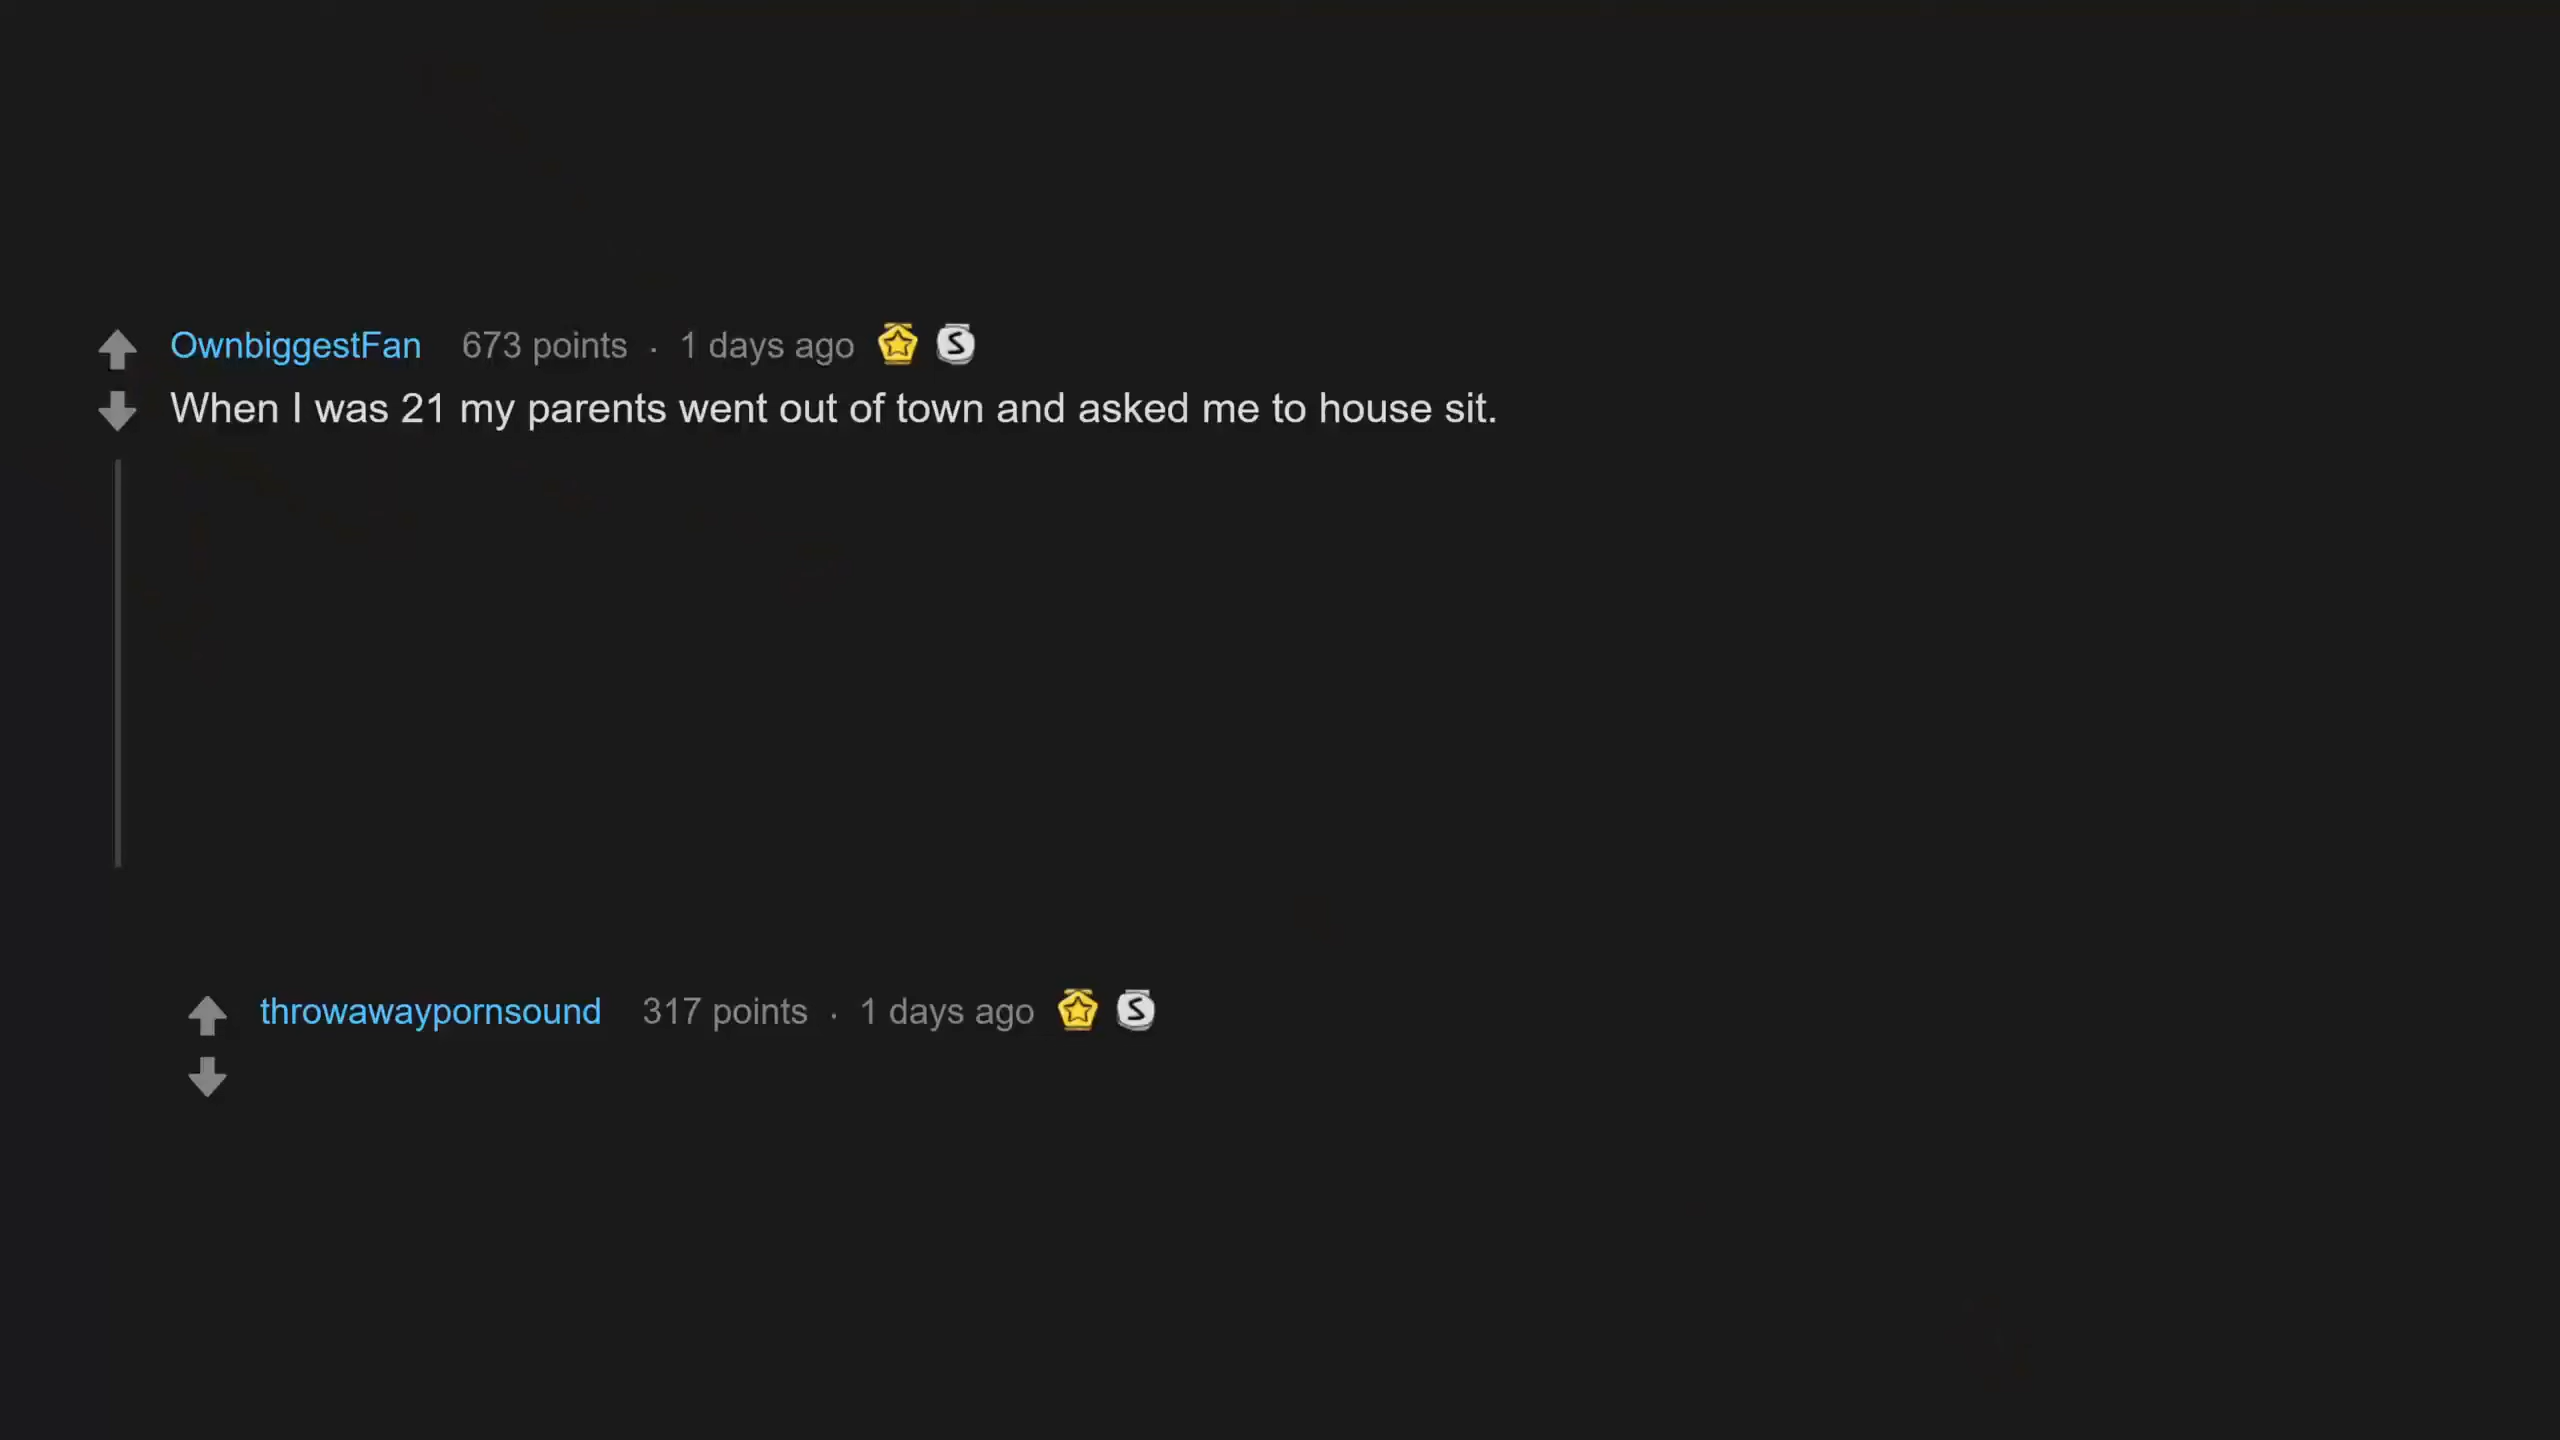 OwnbiggestFan 673 points · 1 days ago S
When I was 21 my parents went out of town and asked me to house sit.
throwawaypornsound 317 points · 1 days ago S